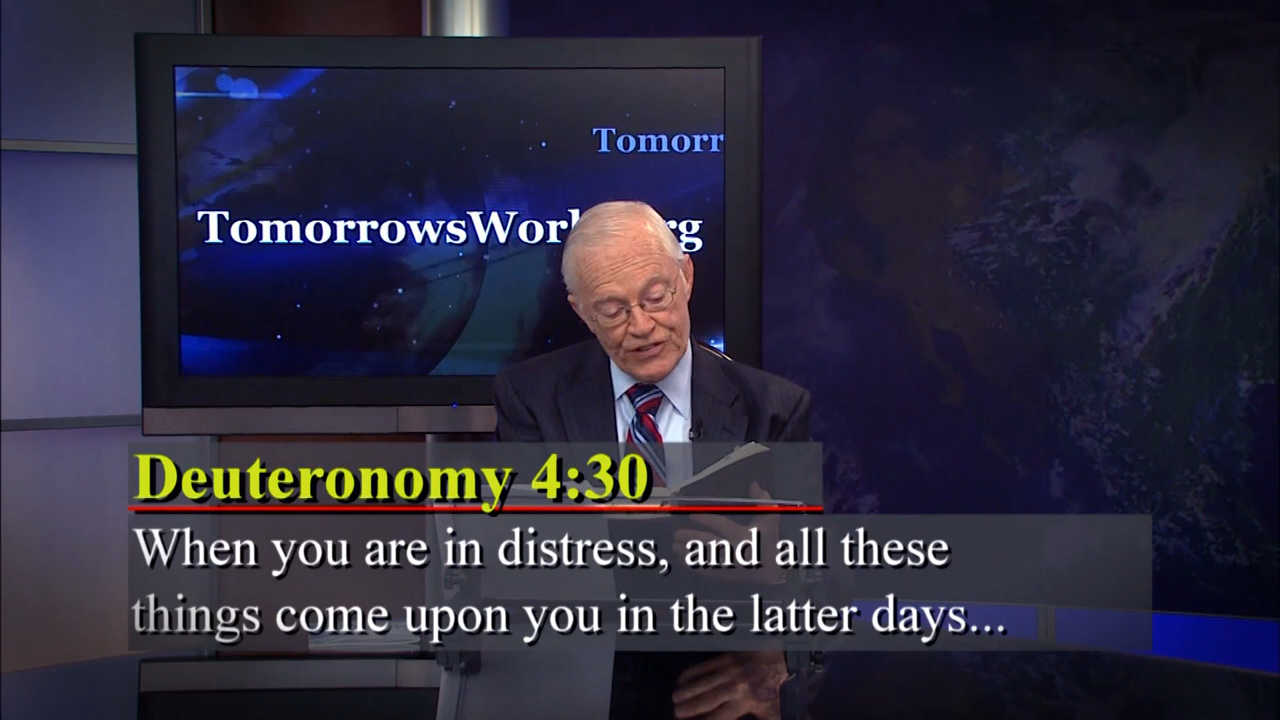 Tomorr
TomorrowsWor rg
Deuteronomy 4:30
When you are in distress, and all these
things come upon you in the latter days...